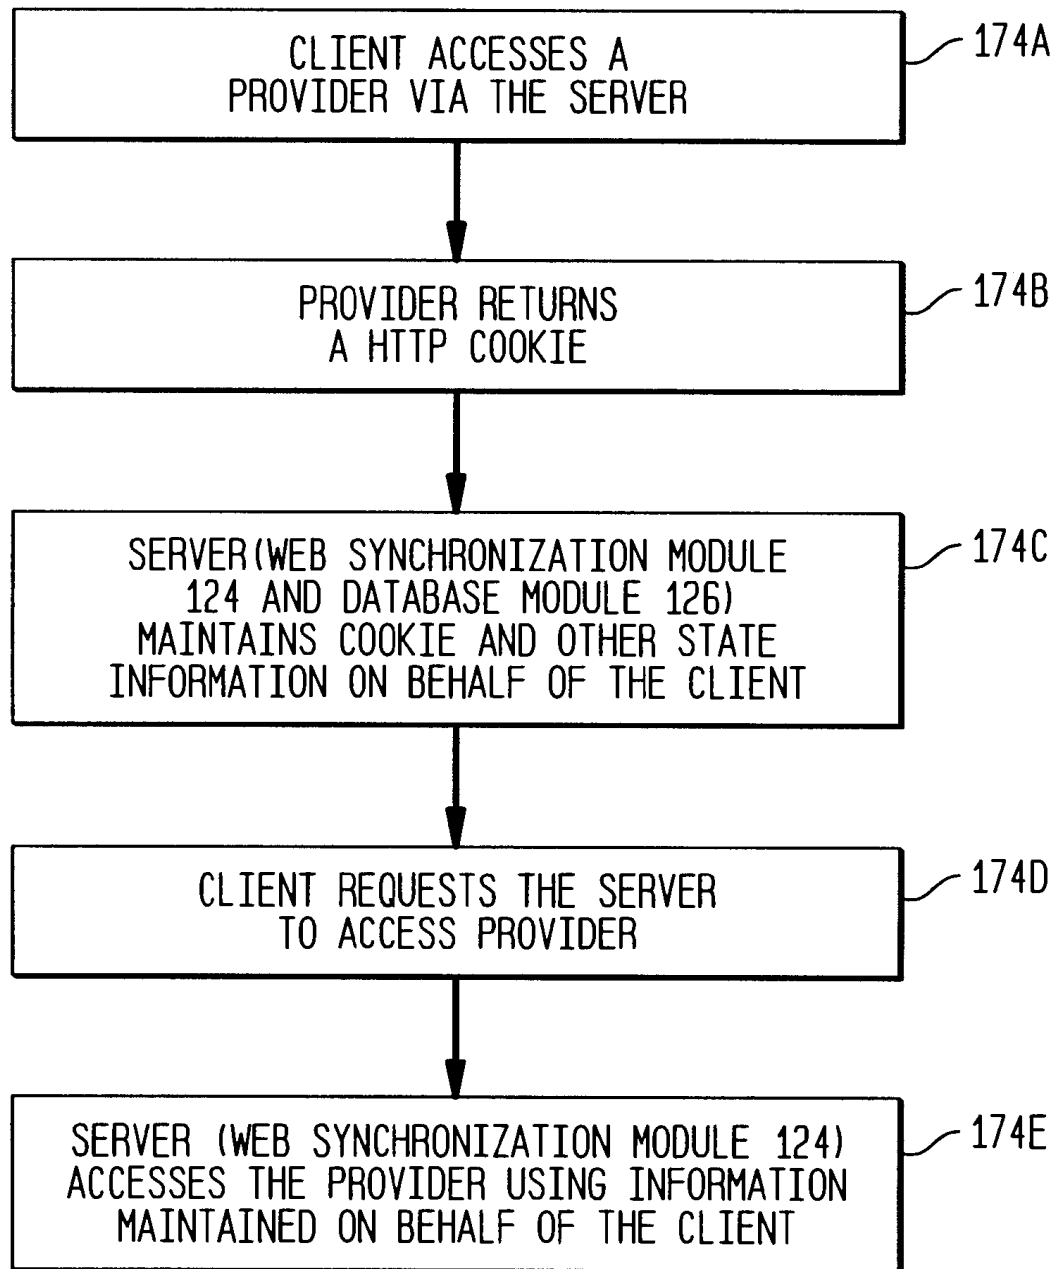 CLIENT ACCESSES A
PROVIDER VIA THE SERVER
174A
PROVIDER RETURNS
A HTTP COOKIE
174B
SERVER(WEB SYNCHRONIZATION MODULE
124 AND DATABASE MODULE 126)
MAINTAINS COOKIE AND OTHER STATE
INFORMATION ON BEHALF OF THE CLIENT
174C
CLIENT REQUESTS THE SERVER
TO ACCESS PROVIDER
174D
SERVER (WEB SYNCHRONIZATION MODULE 124)
ACCESSES THE PROVIDER USING INFORMATION
MAINTAINED ON BEHALF OF THE CLIENT
174E